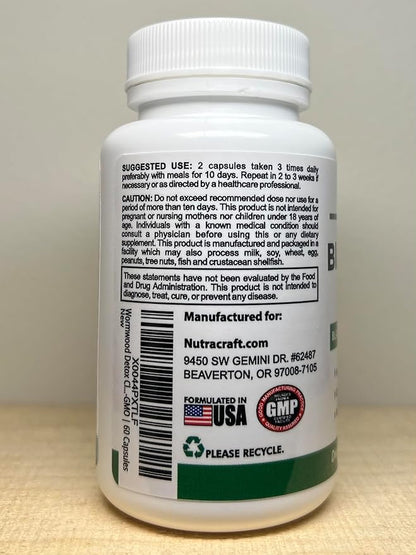 SUGGESTED USE: 2 capsules taken 3 times daily
preferably with meals for 10 days. Repeat in 2 to 3 weeks if
necessary or as directed by a healthcare professional.
CAUTION: Do not exceed recommended dose nor use for a
period of more than ten days. This product is not intended for
pregnant or nursing mothers nor children under 18 years of
age. Individuals with a known medical condition should
consult a physician before using this or any dietary
supplement. This product is manufactured and packaged in a
facility which may also process milk, soy, wheat, egg,
peanuts, tree nuts, fish and crustacean shellfish.
These statements have not been evaluated by the Food
and Drug Administration. This product is not intended to
diagnose, treat, cure, or prevent any disease.
Manufactured for:
Nutracraft.com
9450 SW GEMINI DR. #62487
BEAVERTON, OR 97008-7105
FORMULATED IN
USA
GOOD MANUFACTURING PRACTICE
GMP
QUALITY ASSURED
PLEASE RECYCLE.
X0044PXTLF
Wormwood Detox Cl...-GMO | 60 Capsules
New